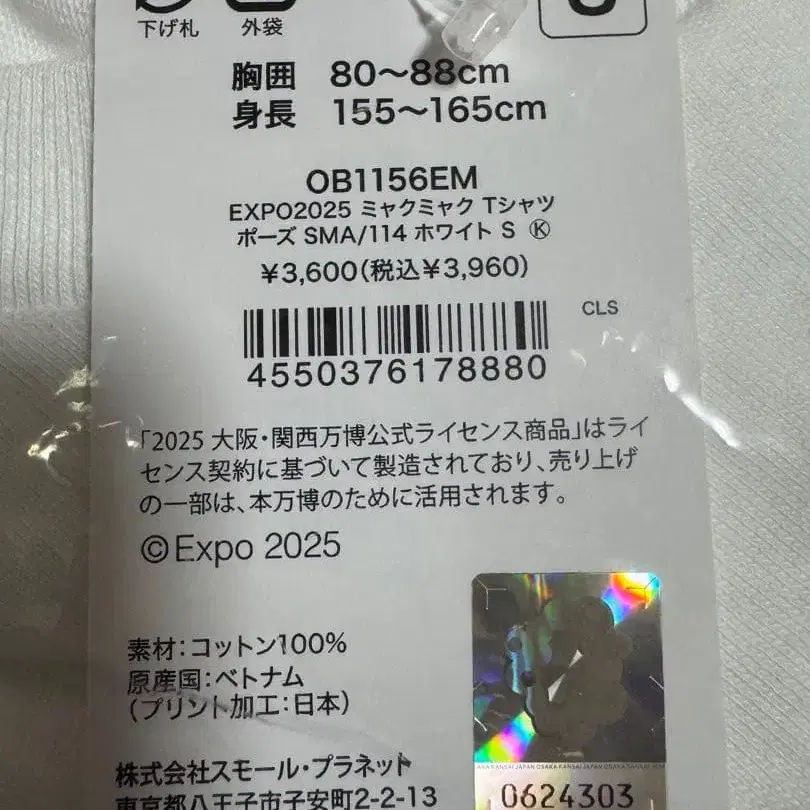 下げ札 外袋
胸囲 80〜88cm
身長 155〜165cm
OB1156EM
EXPO2025 ミャクミャク Tシャツ
ポーズ SMA/114 ホワイト S Ⓚ
¥3,600(税込¥3,960)
CLS
4550376178880
「2025 大阪・関西万博公式ライセンス商品」はライ
センス契約に基づいて製造されており、売り上げ
の一部は、本万博のために活用されます。
©Expo 2025
素材：コットン100%
原産国：ベトナム
(プリント加工：日本)
株式会社スモール・プラネット
東京都八王子市子安町2-2-13
OSAKA KANSAI JAPAN OSAKA KANSAI JAPAN
0624303